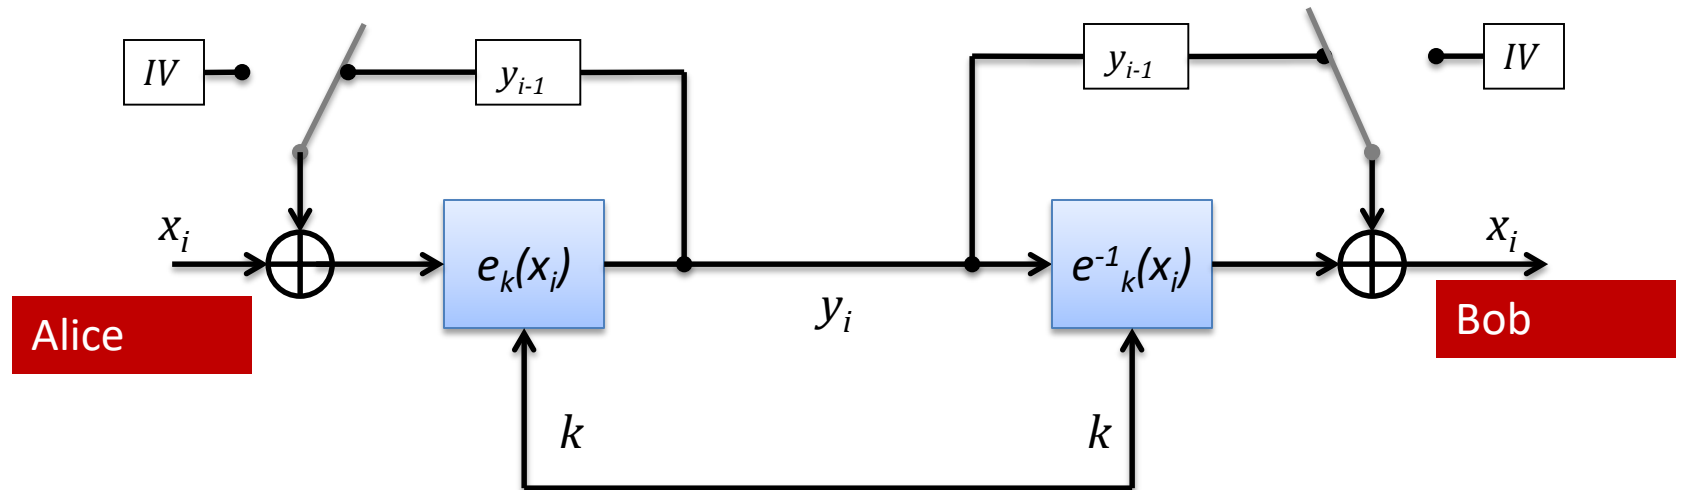 IV
y_{i-1}
y_{i-1}
IV
x_i
e_k(x_i)
e^{-1}_k(x_i)
x_i
Alice
y_i
Bob
k
k